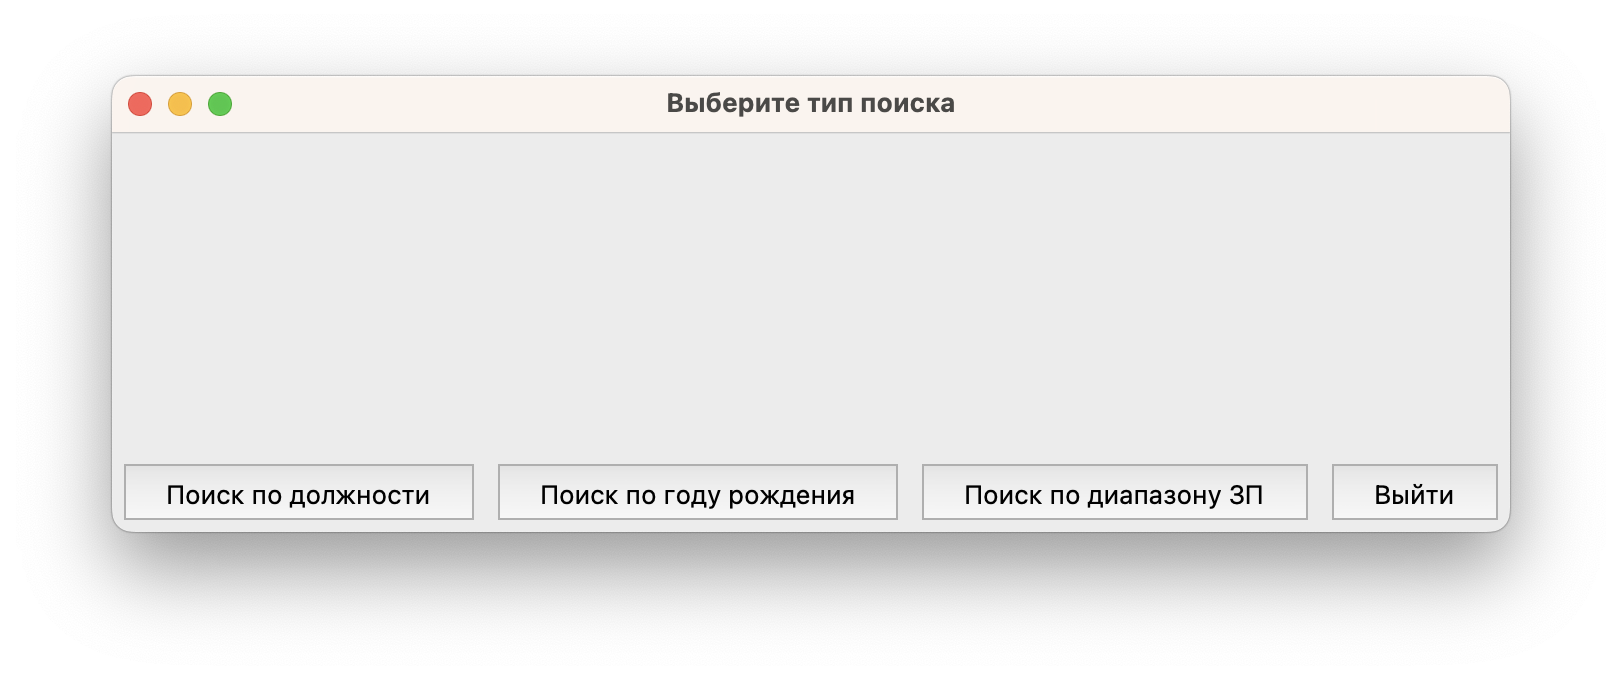 Выберите тип поиска
Поиск по должности
Поиск по году рождения
Поиск по диапазону ЗП
Выйти